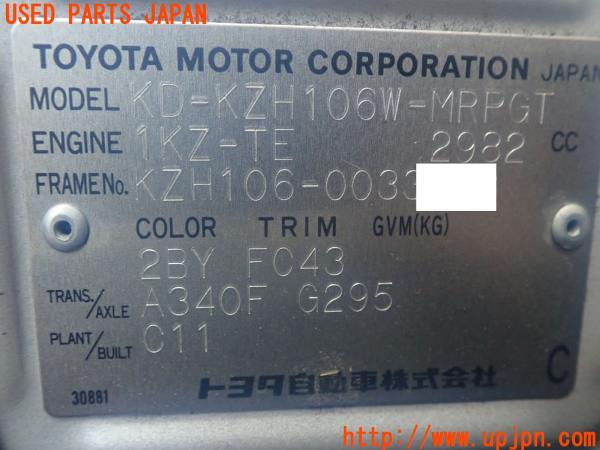 USED PARTS JAPAN
TOYOTA MOTOR CORPORATION JAPAN
MODEL KD-KZH106W-MRPGT
ENGINE 1KZ-TE 2982 CC
FRAME No. KZH106-0033
COLOR TRIM GVM(KG)
2BY FC43
TRANS./AXLE A340F G295
PLANT/BUILT C11
C
30881 トヨタ自動車株式会社
http://www.upjpn.com